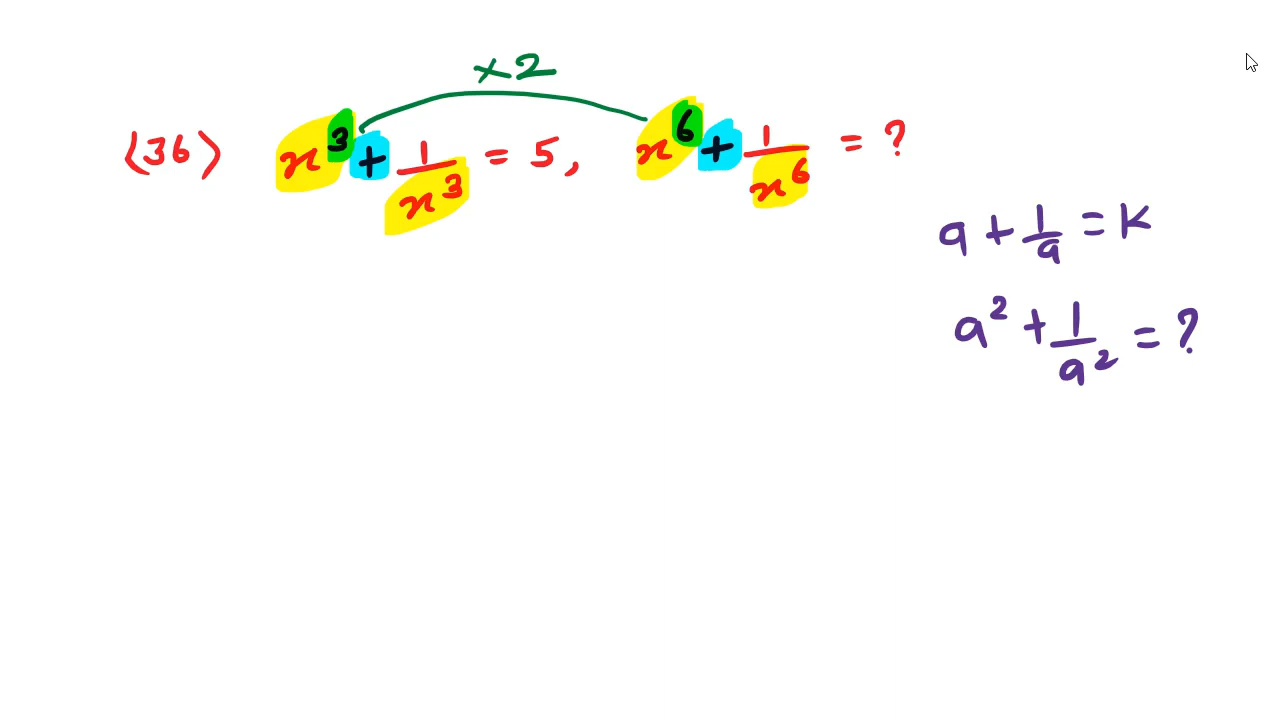 ×2
(36) x³ + 1/x³ = 5, x⁶ + 1/x⁶ = ?
a + 1/a = K
a² + 1/a² = ?